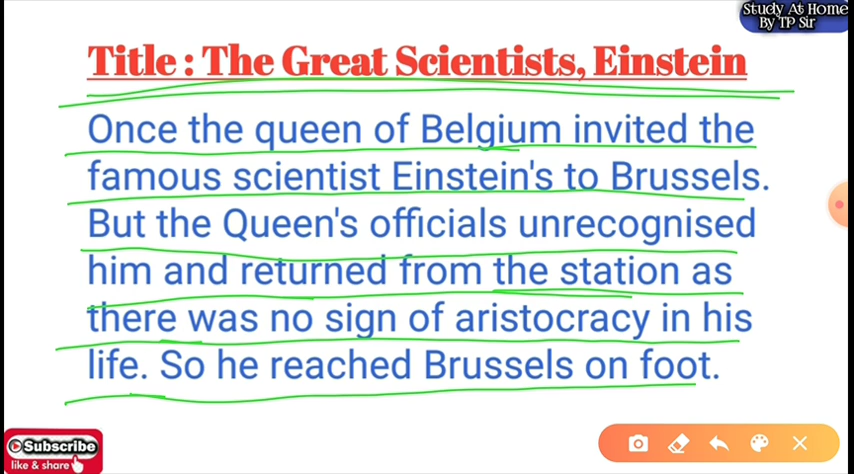 Study At Home
By TP Sir
Title : The Great Scientists, Einstein
Once the queen of Belgium invited the
famous scientist Einstein's to Brussels.
But the Queen's officials unrecognised
him and returned from the station as
there was no sign of aristocracy in his
life. So he reached Brussels on foot.
Subscribe
like & share